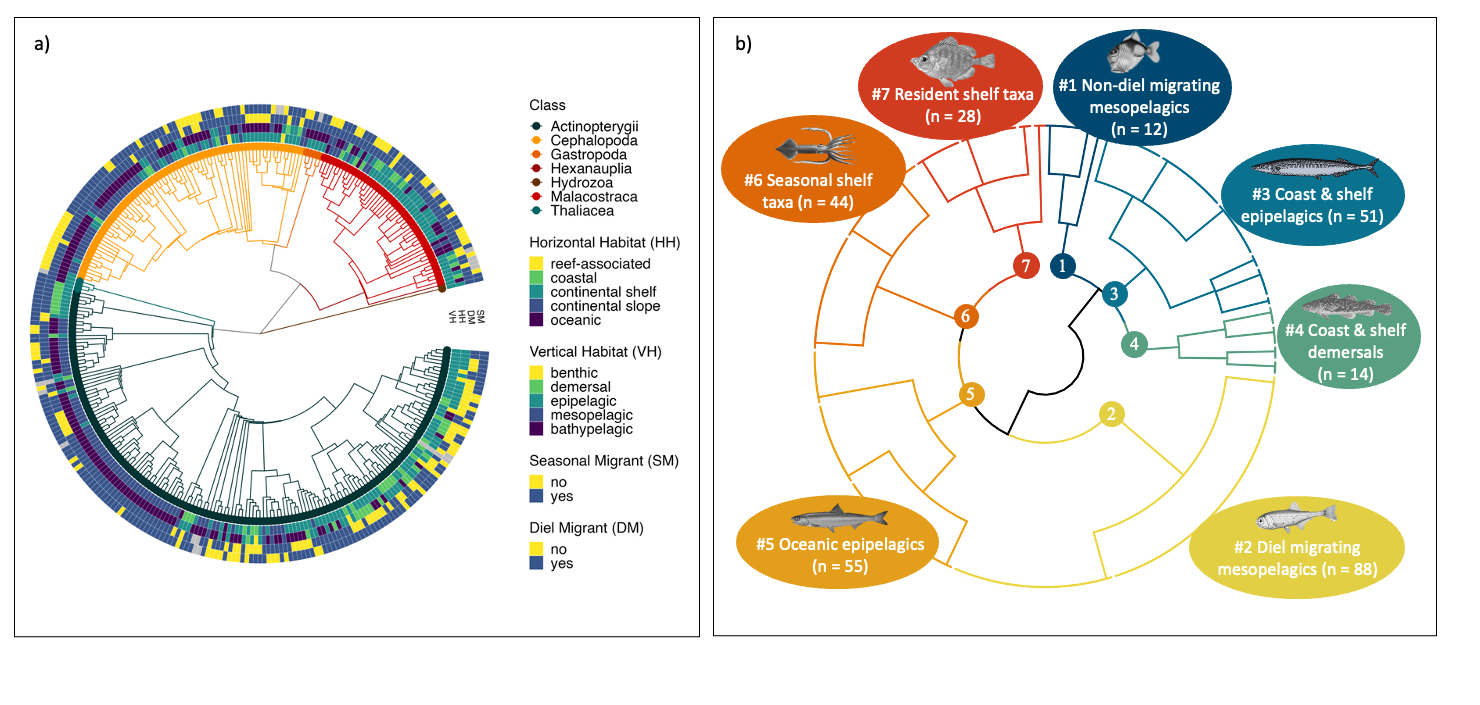 a)
Class
Actinopterygii
Cephalopoda
Gastropoda
Hexanauplia
Hydrozoa
Malacostraca
Thaliacea
Horizontal Habitat (HH)
reef-associated
coastal
continental shelf
continental slope
oceanic
Vertical Habitat (VH)
benthic
demersal
epipelagic
mesopelagic
bathypelagic
Seasonal Migrant (SM)
no
yes
Diel Migrant (DM)
no
yes
SM
DM
HH
VH
b)
#7 Resident shelf taxa
(n = 28)
#1 Non-diel migrating
mesopelagics
(n = 12)
#6 Seasonal shelf
taxa (n = 44)
#3 Coast & shelf
epipelagics (n = 51)
#4 Coast & shelf
demersals
(n = 14)
#5 Oceanic epipelagics
(n = 55)
#2 Diel migrating
mesopelagics (n = 88)
7
1
3
6
4
5
2